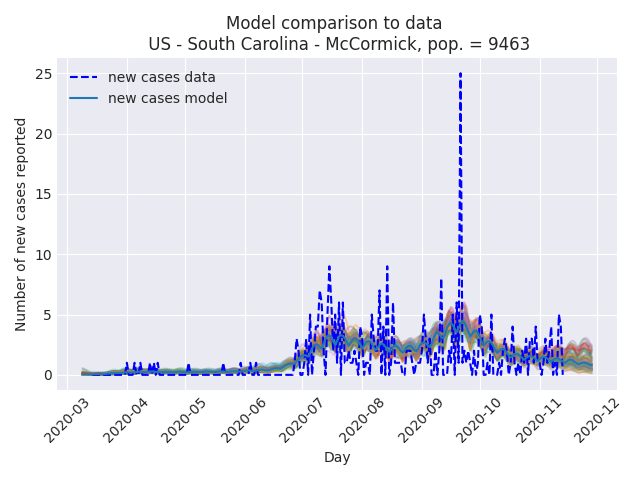 Model comparison to data
US - South Carolina - McCormick, pop. = 9463
new cases data
new cases model
Number of new cases reported
25
20
15
10
5
0
2020-03
2020-04
2020-05
2020-06
2020-07
2020-08
2020-09
2020-10
2020-11
2020-12
Day